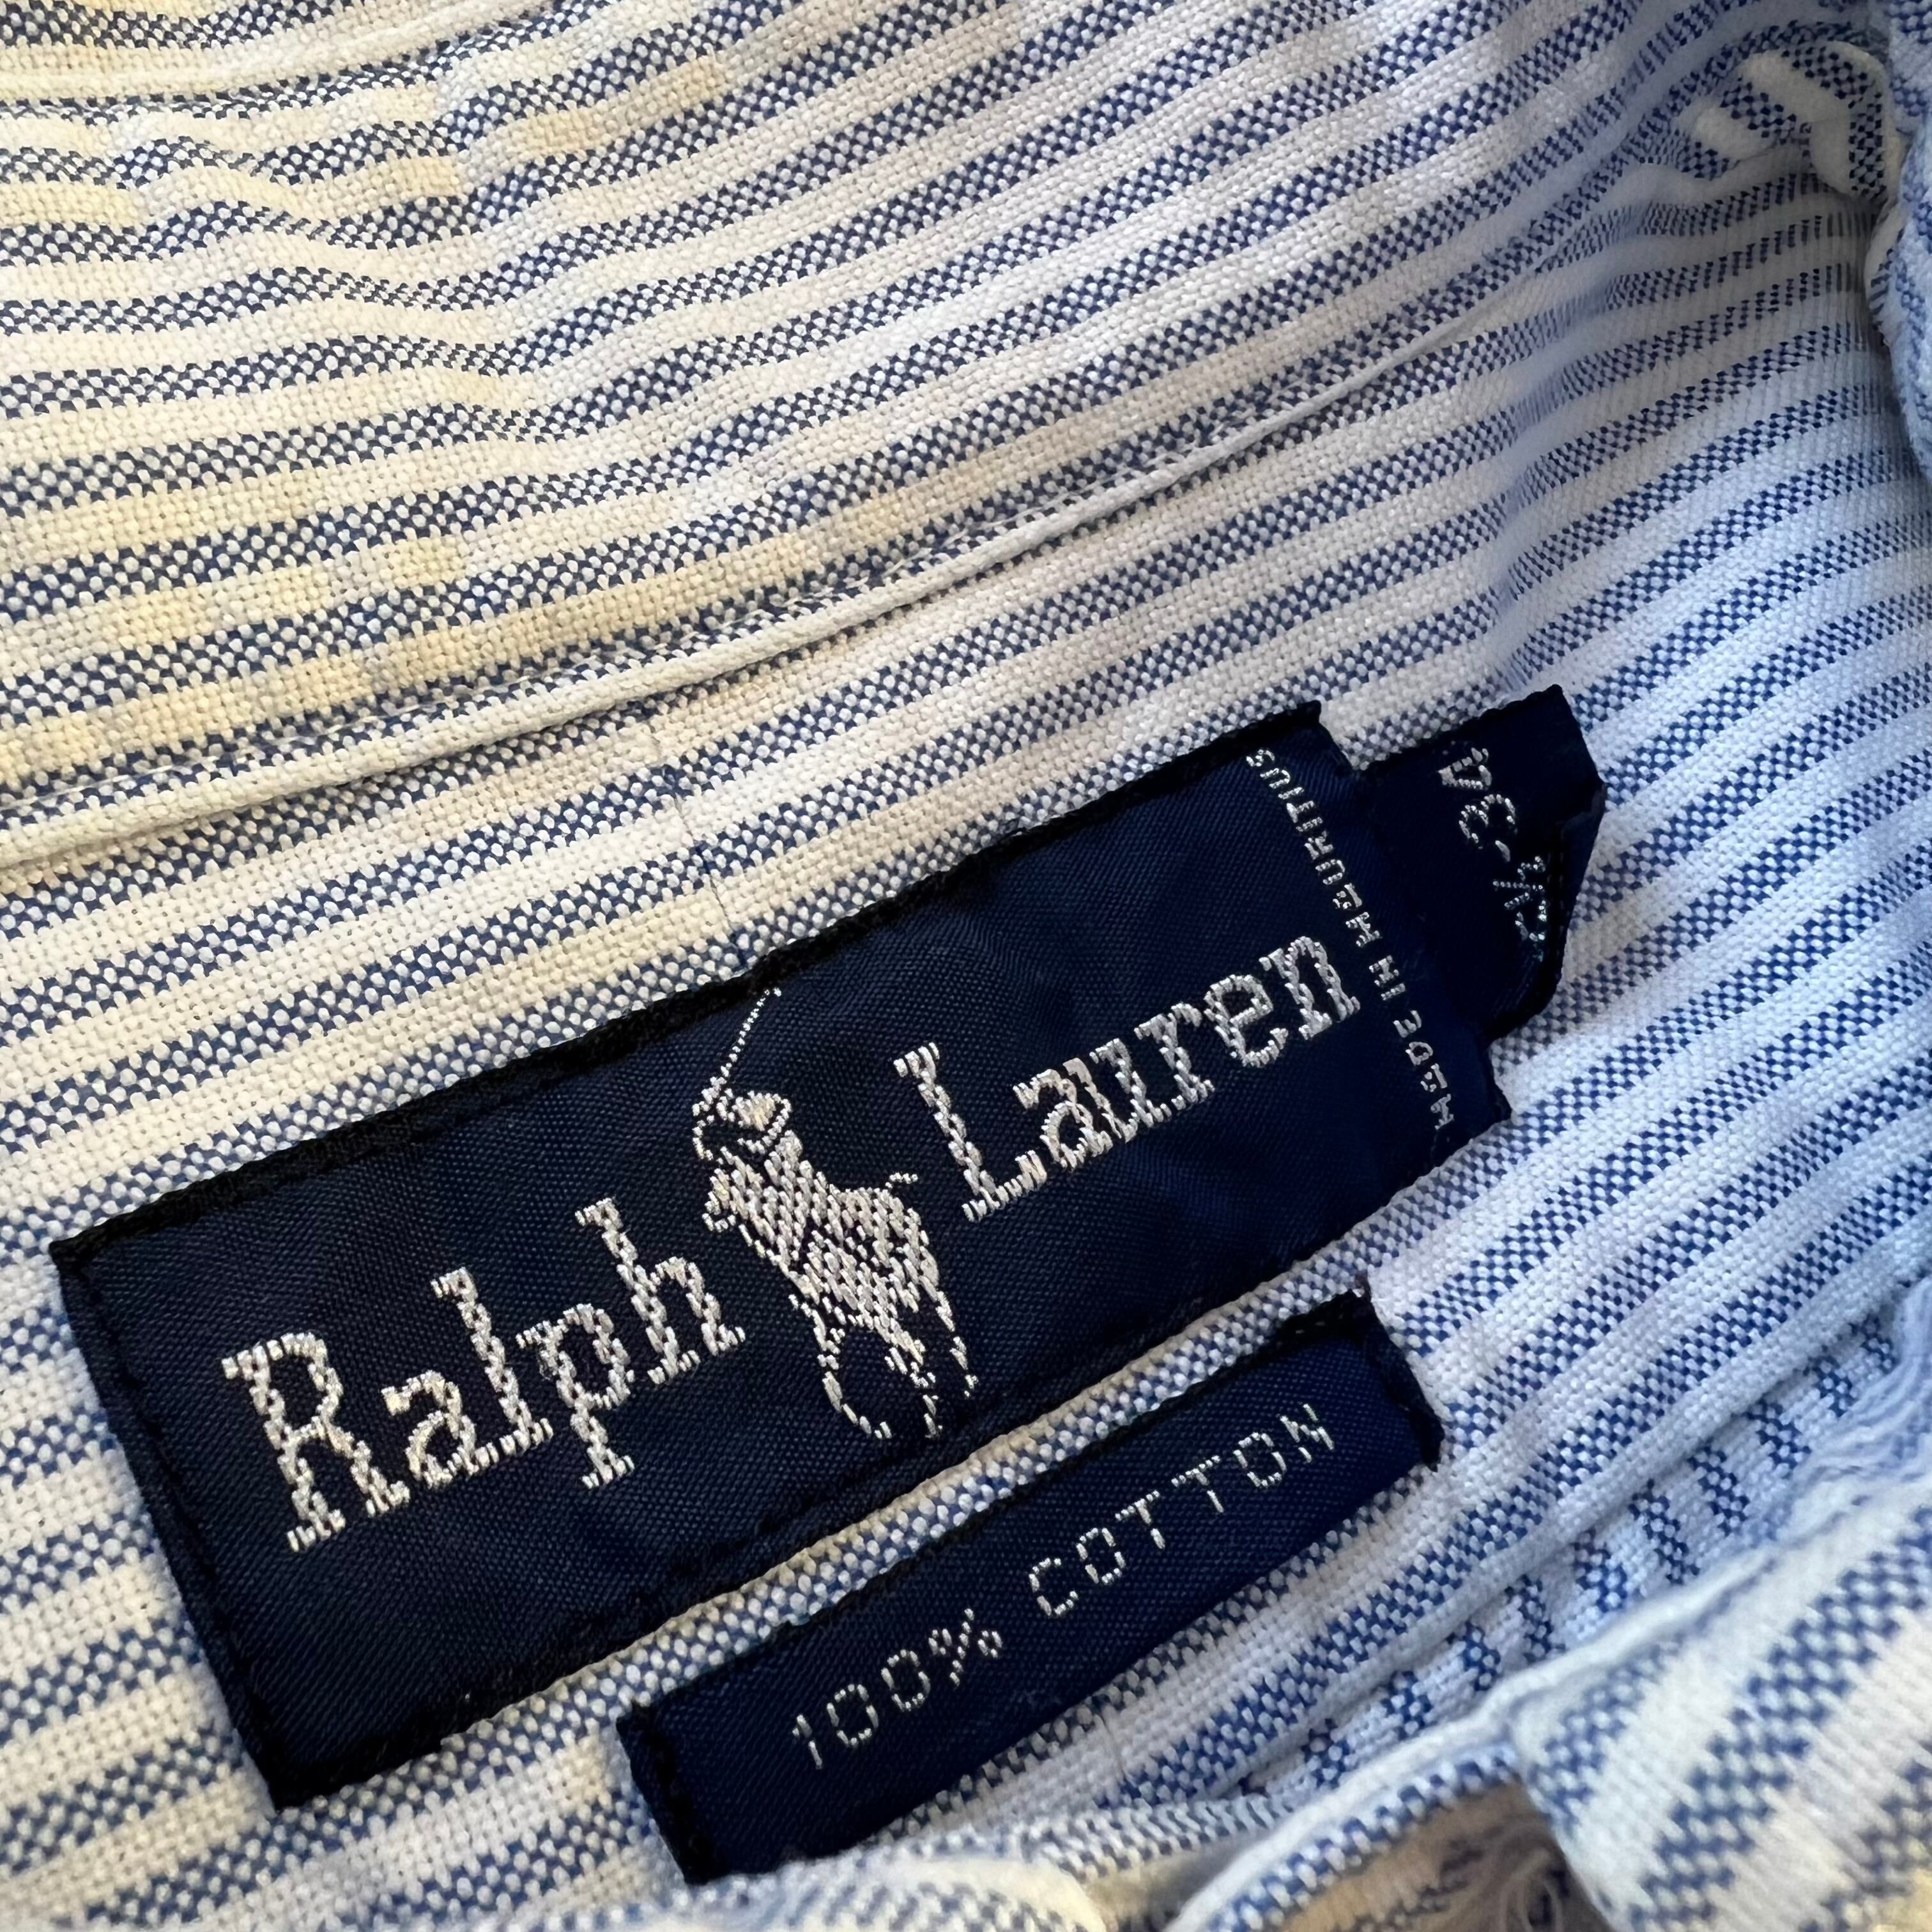 Ralph Lauren
MADE IN MAURITIUS
100% COTTON